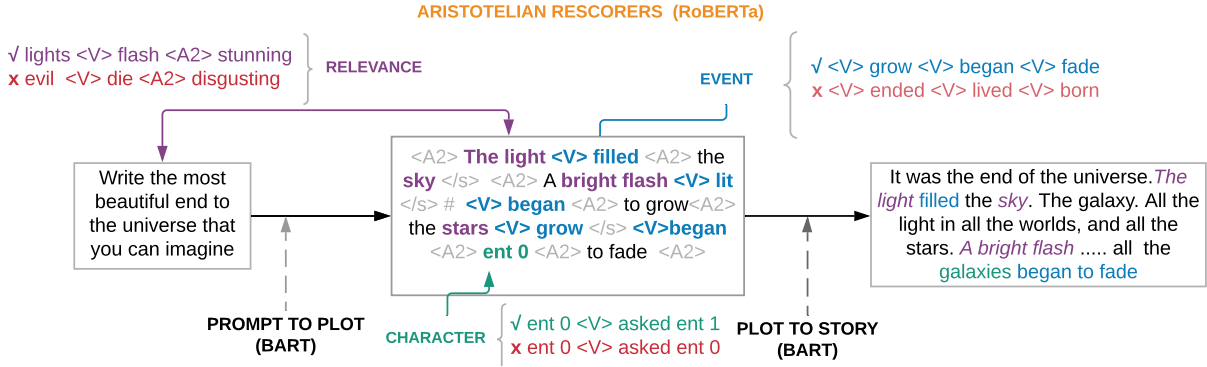 ARISTOTELIAN RESCORERS (RoBERTa)
√ lights <V> flash <A2> stunning
x evil <V> die <A2> disgusting
RELEVANCE
EVENT
√ <V> grow <V> began <V> fade
x <V> ended <V> lived <V> born
Write the most
beautiful end to
the universe that
you can imagine
<A2> The light <V> filled <A2> the
sky </s> <A2> A bright flash <V> lit
</s> # <V> began <A2> to grow<A2>
the stars <V> grow </s> <V>began
<A2> ent 0 <A2> to fade <A2>
It was the end of the universe.The
light filled the sky. The galaxy. All the
light in all the worlds, and all the
stars. A bright flash ..... all the
galaxies began to fade
PROMPT TO PLOT
(BART)
CHARACTER
√ ent 0 <V> asked ent 1
x ent 0 <V> asked ent 0
PLOT TO STORY
(BART)